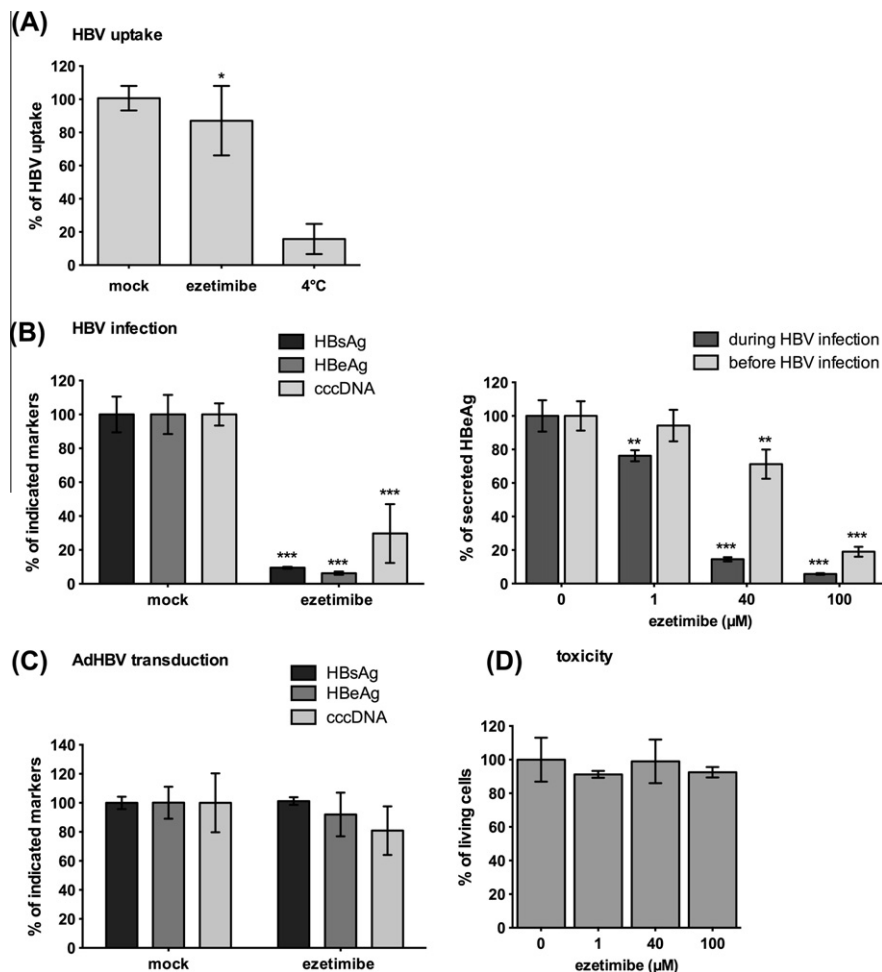 (A) HBV uptake
% of HBV uptake
120
100
80
60
40
20
0
*
mock ezetimibe 4°C
(B) HBV infection
HBsAg
HBeAg
cccDNA
% of indicated markers
120
100
80
60
40
20
0
*** *** ***
mock ezetimibe
during HBV infection
before HBV infection
% of secreted HBeAg
120
100
80
60
40
20
0
** *** ** *** ***
0 1 40 100
ezetimibe (µM)
(C) AdHBV transduction
HBsAg
HBeAg
cccDNA
% of indicated markers
140
120
100
80
60
40
20
0
mock ezetimibe
(D) toxicity
% of living cells
120
100
80
60
40
20
0
0 1 40 100
ezetimibe (µM)